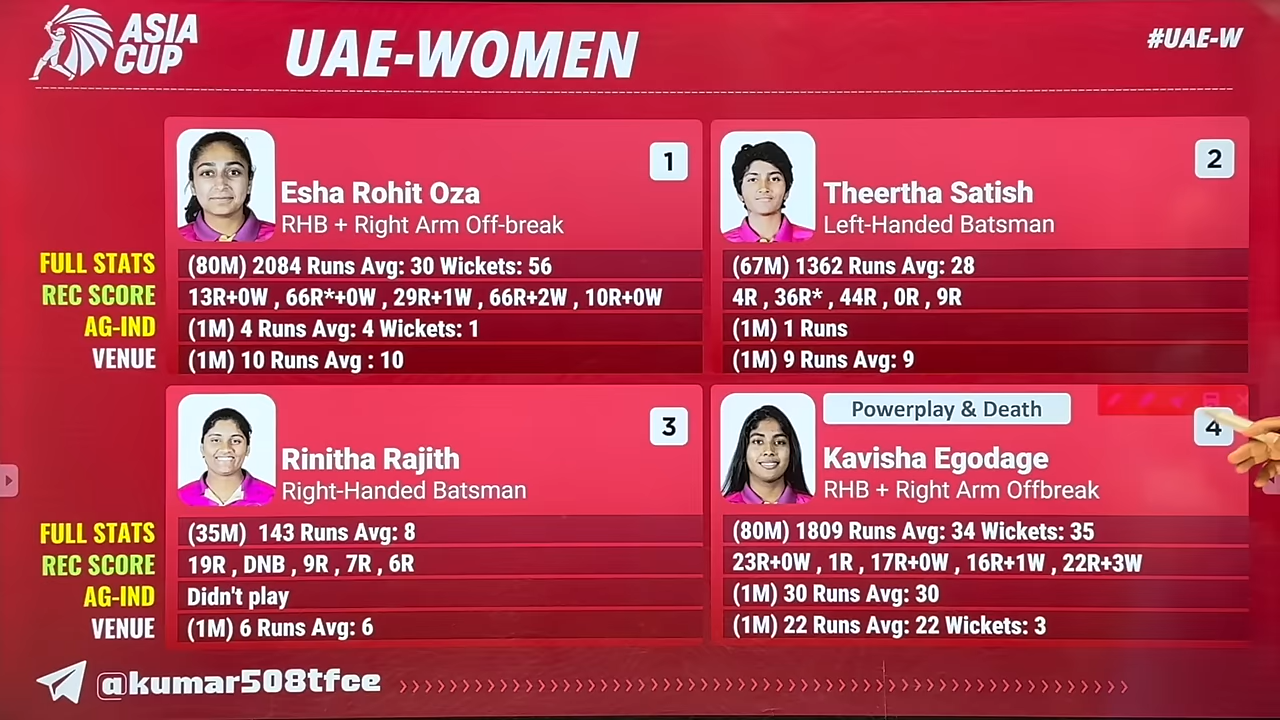 ASIA
CUP
UAE-WOMEN
#UAE-W
1
Esha Rohit Oza
RHB + Right Arm Off-break
FULL STATS (80M) 2084 Runs Avg: 30 Wickets: 56
REC SCORE 13R+0W , 66R*+0W , 29R+1W , 66R+2W , 10R+0W
AG-IND (1M) 4 Runs Avg: 4 Wickets: 1
VENUE (1M) 10 Runs Avg : 10
2
Theertha Satish
Left-Handed Batsman
(67M) 1362 Runs Avg: 28
4R , 36R* , 44R , 0R , 9R
(1M) 1 Runs
(1M) 9 Runs Avg: 9
3
Rinitha Rajith
Right-Handed Batsman
FULL STATS (35M) 143 Runs Avg: 8
REC SCORE 19R , DNB , 9R , 7R , 6R
AG-IND Didn't play
VENUE (1M) 6 Runs Avg: 6
Powerplay & Death
4
Kavisha Egodage
RHB + Right Arm Offbreak
(80M) 1809 Runs Avg: 34 Wickets: 35
23R+0W , 1R , 17R+0W , 16R+1W , 22R+3W
(1M) 30 Runs Avg: 30
(1M) 22 Runs Avg: 22 Wickets: 3
@kumar508tfce